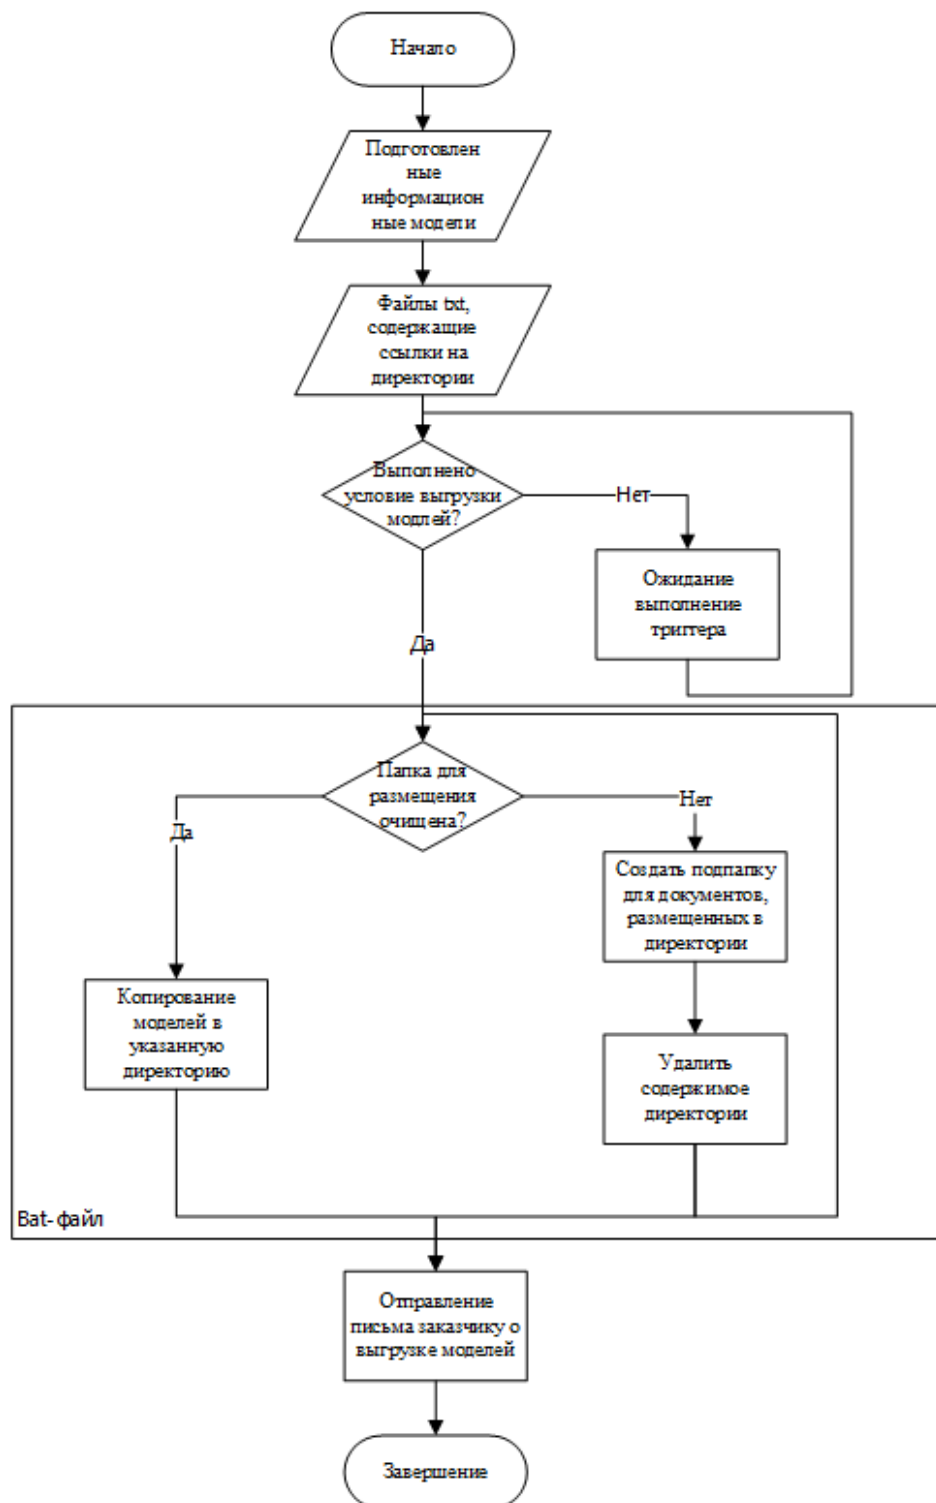 Начало
Подготовлен
ные
информацион
ные модели
Файлы txt,
содержащие
ссылки на
директории
Выполнено
условие выгрузки
модлей?
Нет
Ожидание
выполнение
триггера
Да
Папка для
размещения
очищена?
Да
Нет
Создать подпапку
для документов,
размещенных в
директории
Копирование
моделей в
указанную
директорию
Удалить
содержимое
директории
Bat-файл
Отправление
письма заказчику о
выгрузке моделей
Завершение